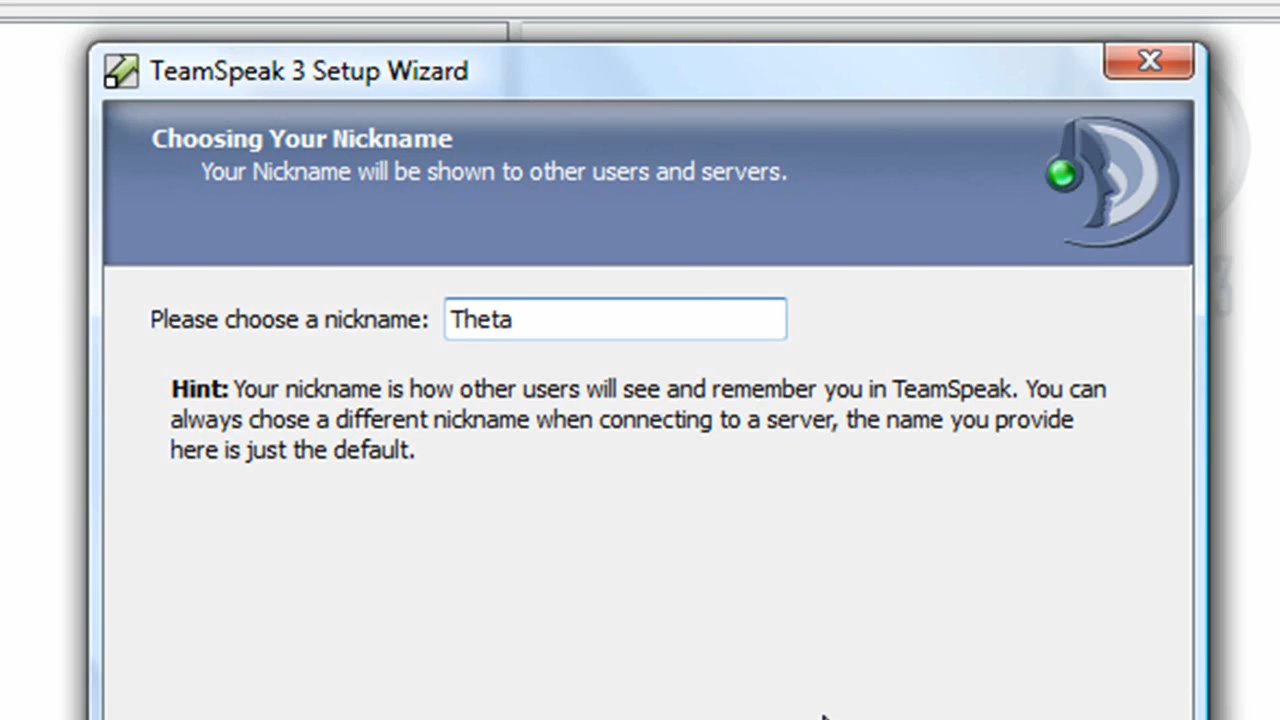 TeamSpeak 3 Setup Wizard
Choosing Your Nickname
Your Nickname will be shown to other users and servers.
Please choose a nickname: Theta
Hint: Your nickname is how other users will see and remember you in TeamSpeak. You can
always chose a different nickname when connecting to a server, the name you provide
here is just the default.